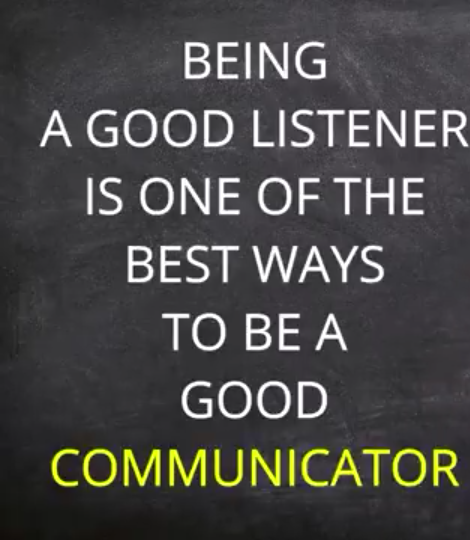 BEING
A GOOD LISTENER
IS ONE OF THE
BEST WAYS
TO BE A
GOOD
COMMUNICATOR